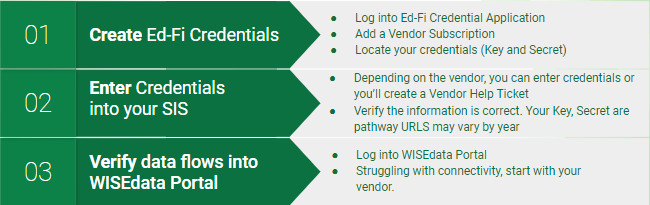 01
Create Ed-Fi Credentials
● Log into Ed-Fi Credential Application
● Add a Vendor Subscription
● Locate your credentials (Key and Secret)
02
Enter Credentials
into your SIS
● Depending on the vendor, you can enter credentials or
you'll create a Vendor Help Ticket
● Verify the information is correct. Your Key, Secret are
pathway URLS may vary by year
03
Verify data flows into
WISEdata Portal
● Log into WISEdata Portal
● Struggling with connectivity, start with your
vendor.